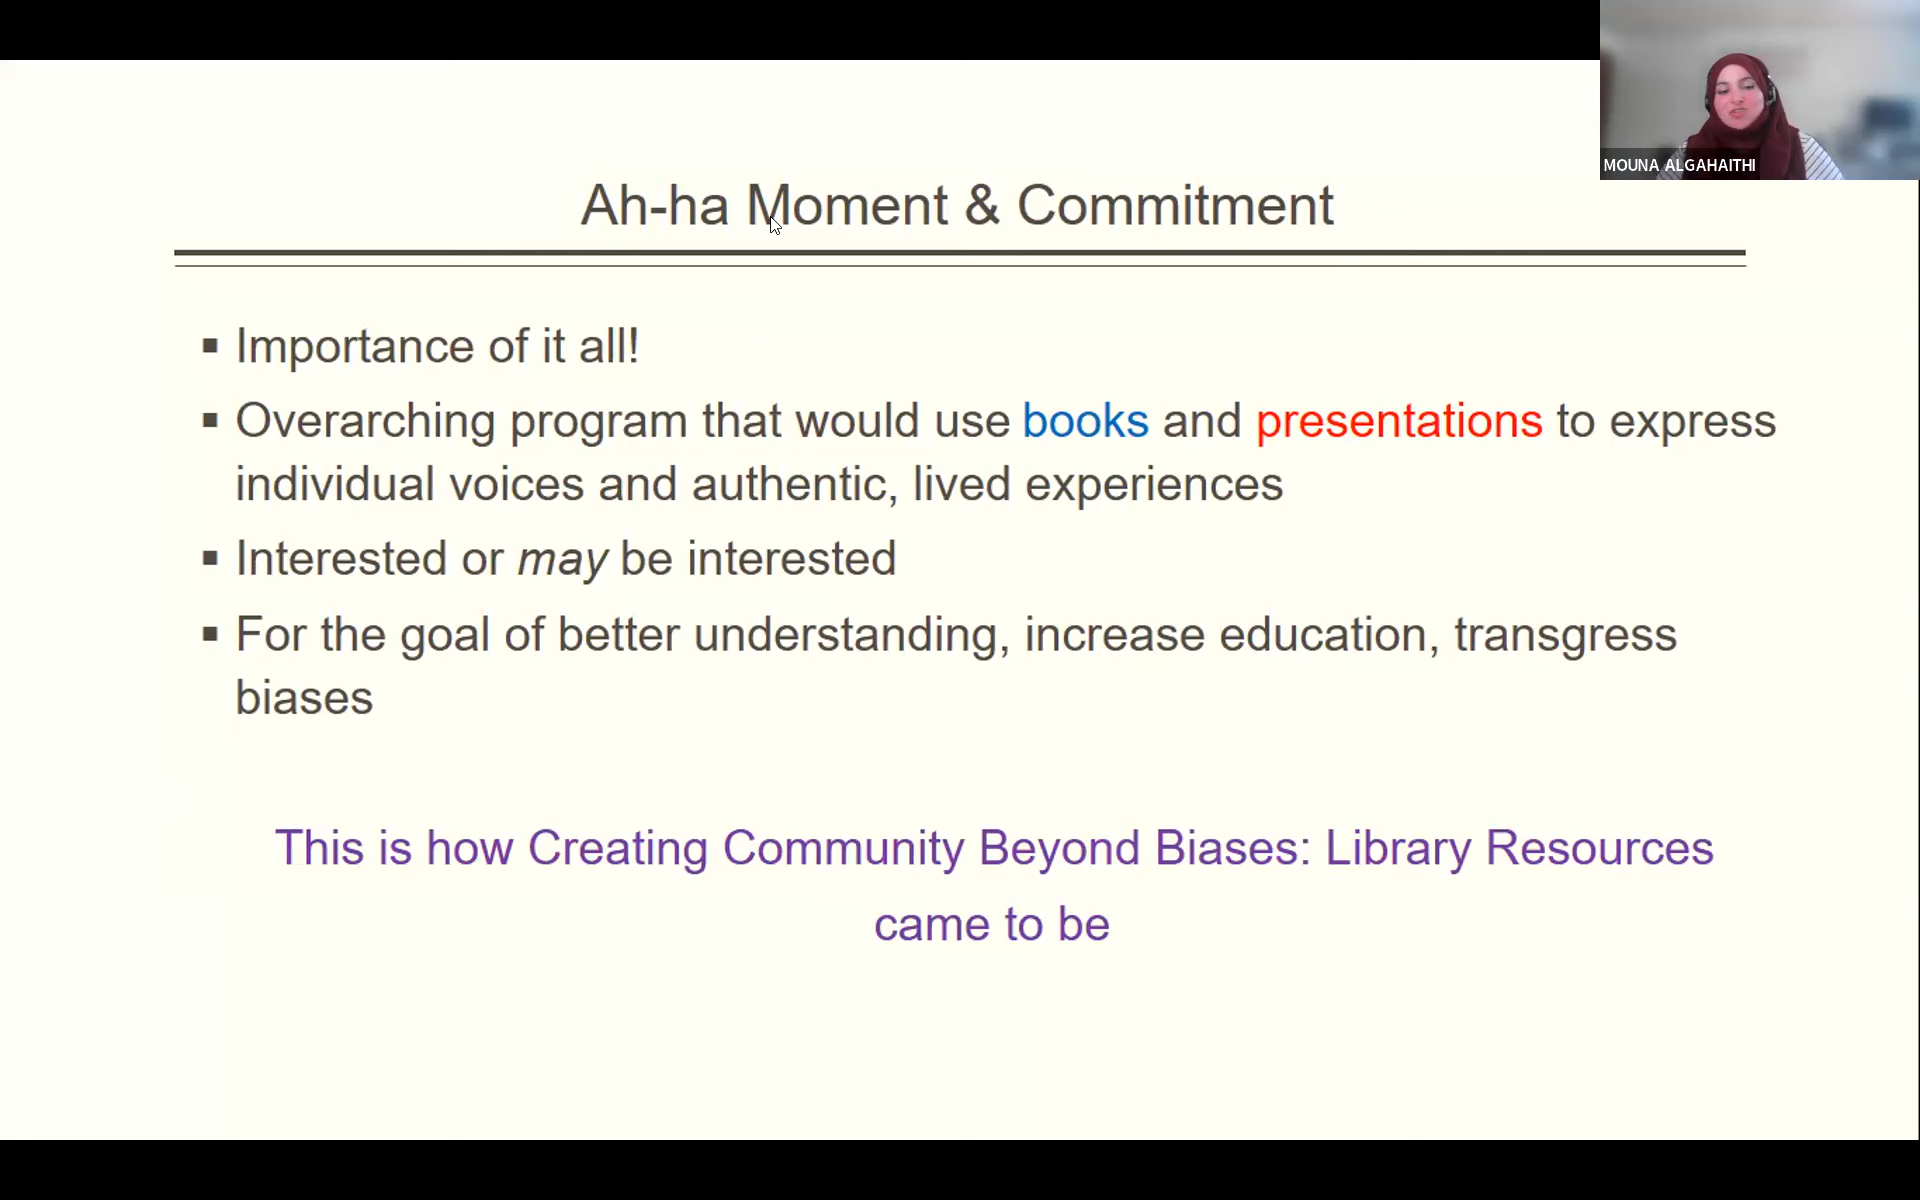 MOUNA ALGAHAITHI
Ah-ha Moment & Commitment
▪ Importance of it all!
▪ Overarching program that would use books and presentations to express
individual voices and authentic, lived experiences
▪ Interested or may be interested
▪ For the goal of better understanding, increase education, transgress
biases
This is how Creating Community Beyond Biases: Library Resources
came to be